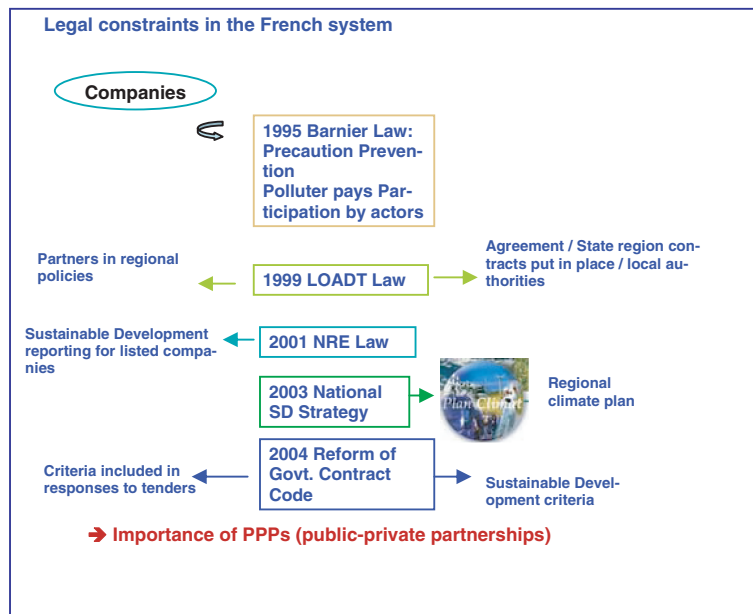 Legal constraints in the French system
Companies
1995 Barnier Law:
Precaution Preven-
tion
Polluter pays Par-
ticipation by actors
Partners in regional
policies
1999 LOADT Law
Agreement / State region con-
tracts put in place / local au-
thorities
Sustainable Development
reporting for listed compa-
nies
2001 NRE Law
2003 National
SD Strategy
Plan Climat
Regional
climate plan
Criteria included in
responses to tenders
2004 Reform of
Govt. Contract
Code
Sustainable Devel-
opment criteria
➔ Importance of PPPs (public-private partnerships)